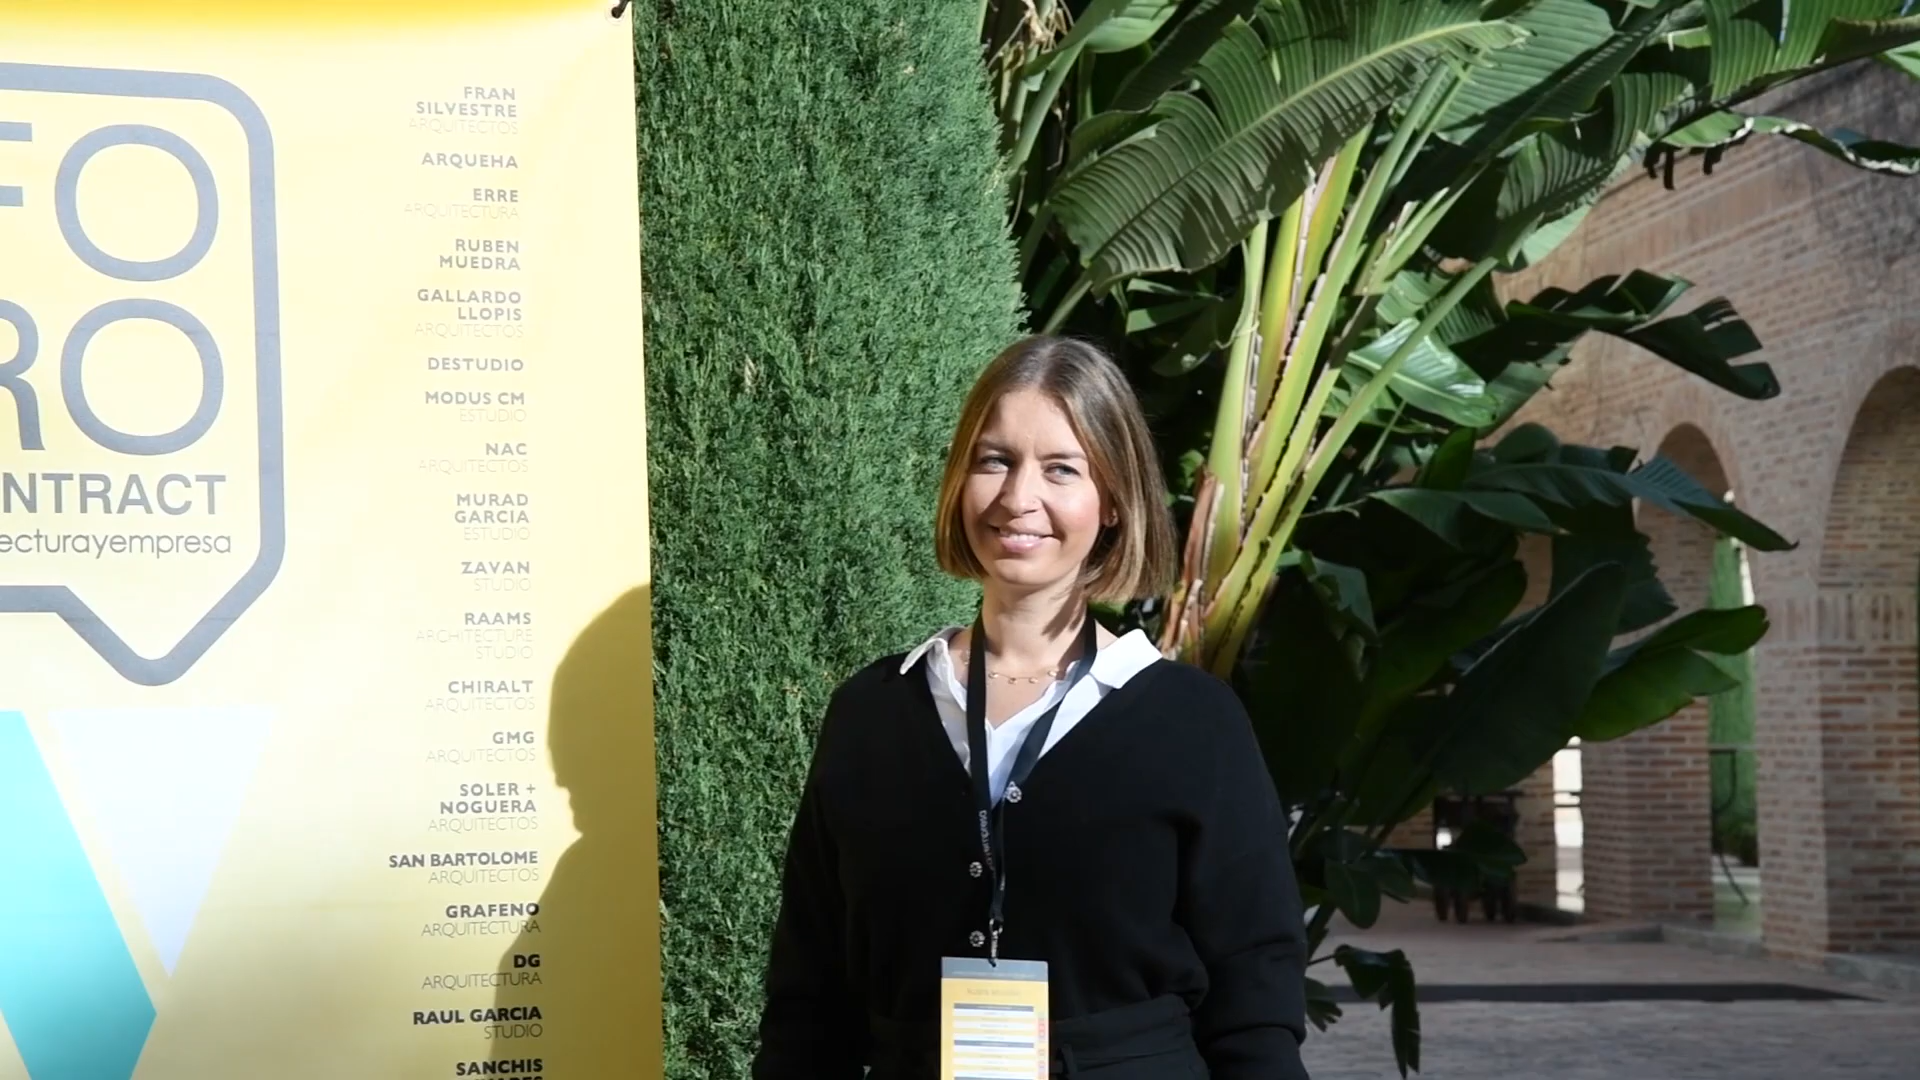 FO
RO
NTRACT
ecturayempresa
FRAN
SILVESTRE
ARQUITECTOS
ARQUEHA
ERRE
ARQUITECTURA
RUBEN
MUEDRA
GALLARDO
LLOPIS
ARQUITECTOS
DESTUDIO
MODUS CM
ESTUDIO
NAC
ARQUITECTOS
MURAD
GARCIA
ESTUDIO
ZAVAN
STUDIO
RAAMS
ARCHITECTURE
STUDIO
CHIRALT
ARQUITECTOS
GMG
ARQUITECTOS
SOLER +
NOGUERA
ARQUITECTOS
SAN BARTOLOME
ARQUITECTOS
GRAFENO
ARQUITECTURA
DG
ARQUITECTURA
RAUL GARCIA
STUDIO
SANCHIS